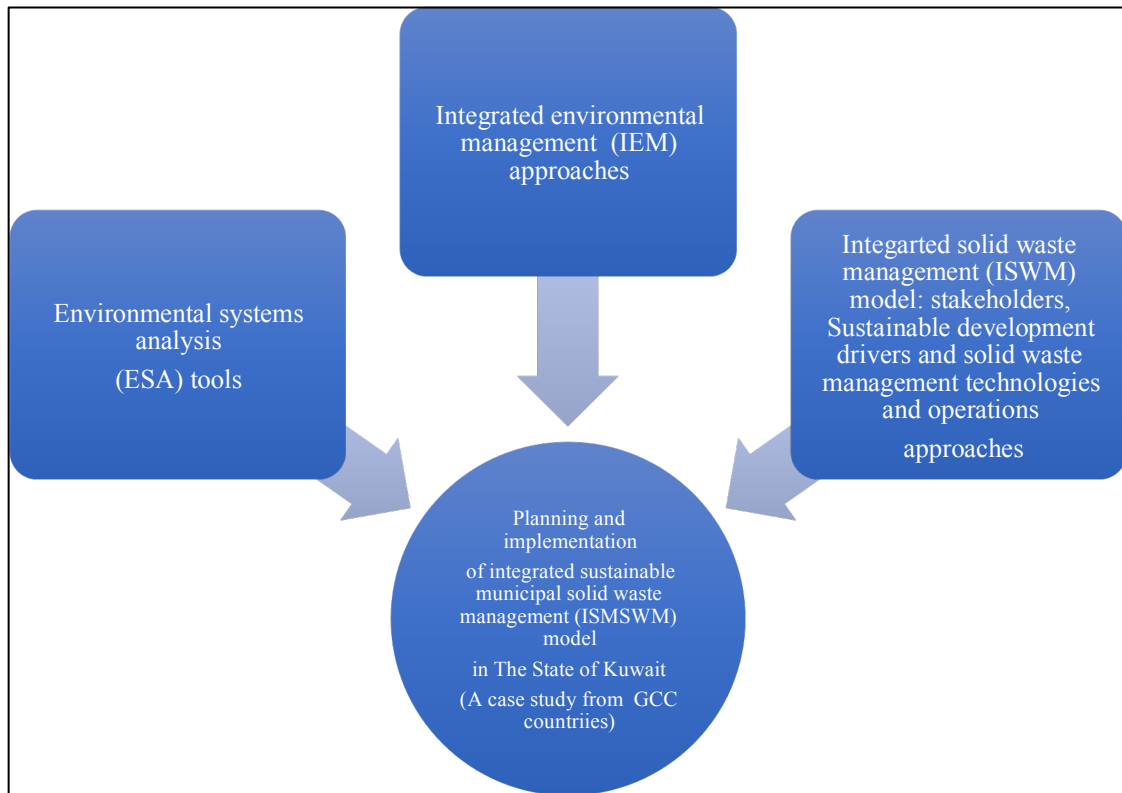 Integrated environmental
management (IEM)
approaches
Environmental systems
analysis
(ESA) tools
Integarted solid waste
management (ISWM)
model: stakeholders,
Sustainable development
drivers and solid waste
management technologies
and operations
approaches
Planning and
implementation
of integrated sustainable
municipal solid waste
management (ISMSWM)
model
in The State of Kuwait
(A case study from GCC
countriies)